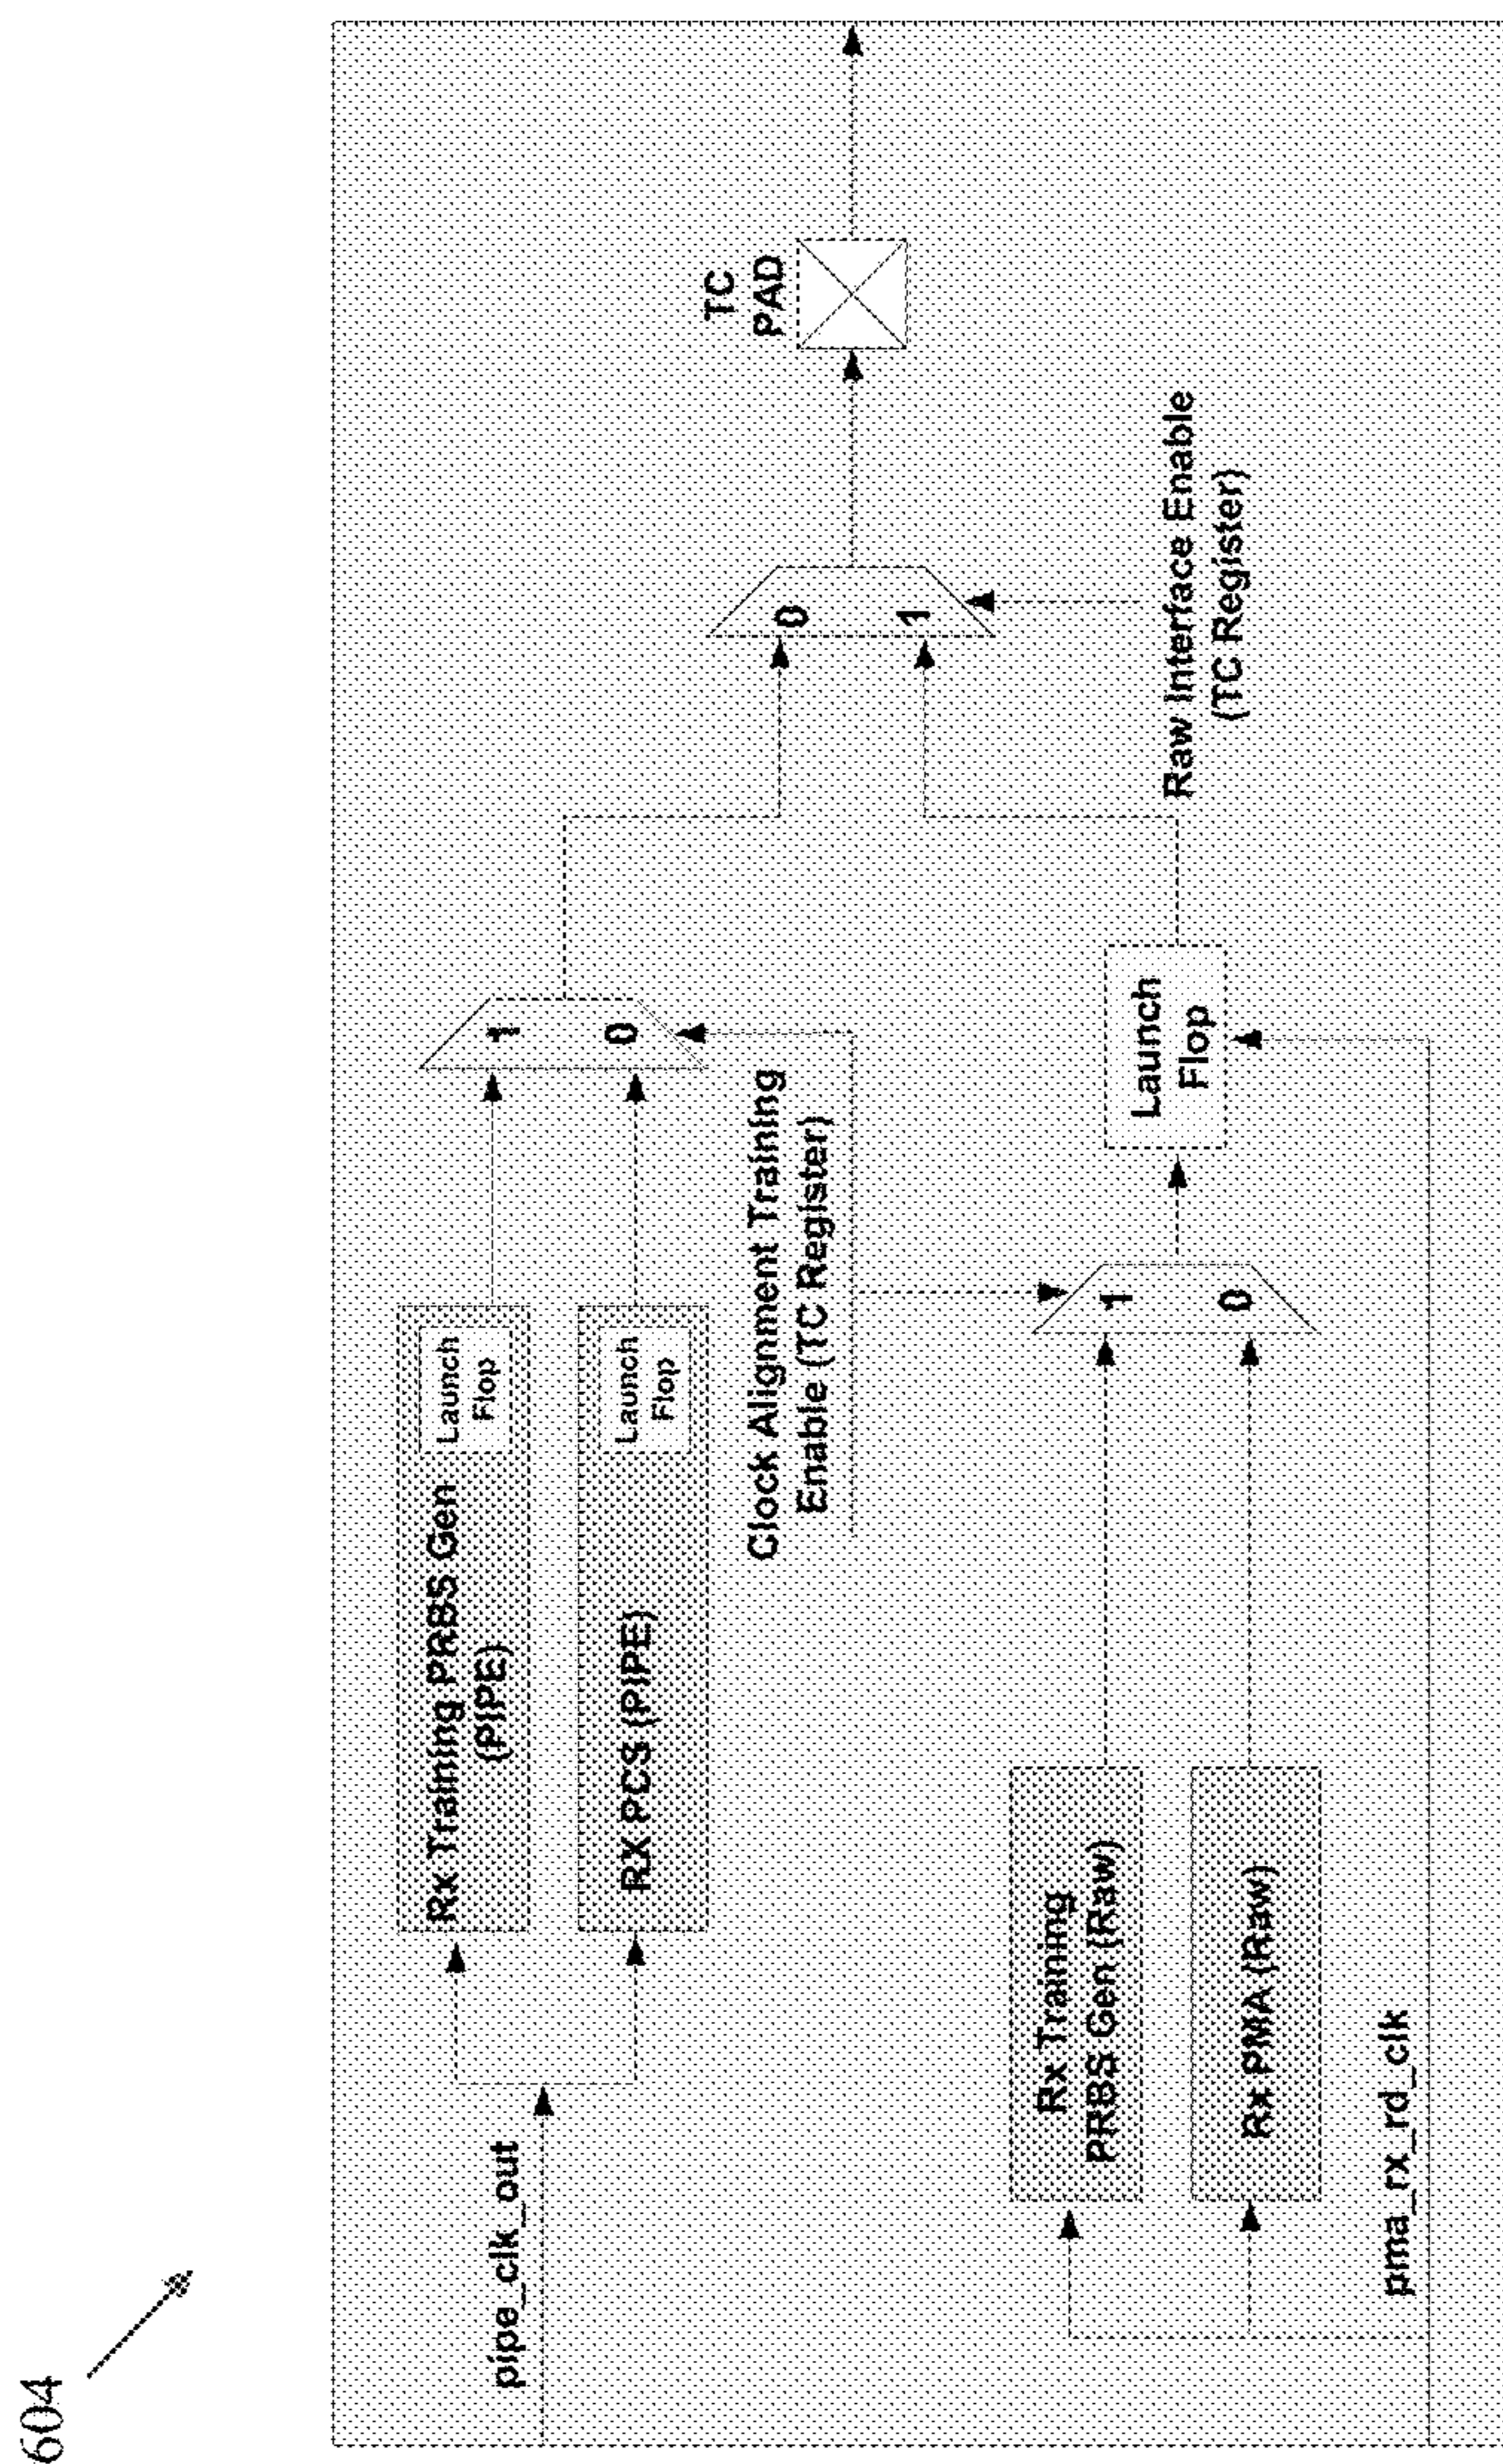 604
pipe_clk_out
Rx Training PRBS Gen
(PIPE)
Launch
Flop
RX PCS (PIPE)
Launch
Flop
1
0
Clock Alignment Training
Enable (TC Register)
Rx Training
PRBS Gen (Raw)
Rx PMA (Raw)
pma_rx_rd_clk
1
0
Launch
Flop
0
1
Raw Interface Enable
(TC Register)
TC
PAD